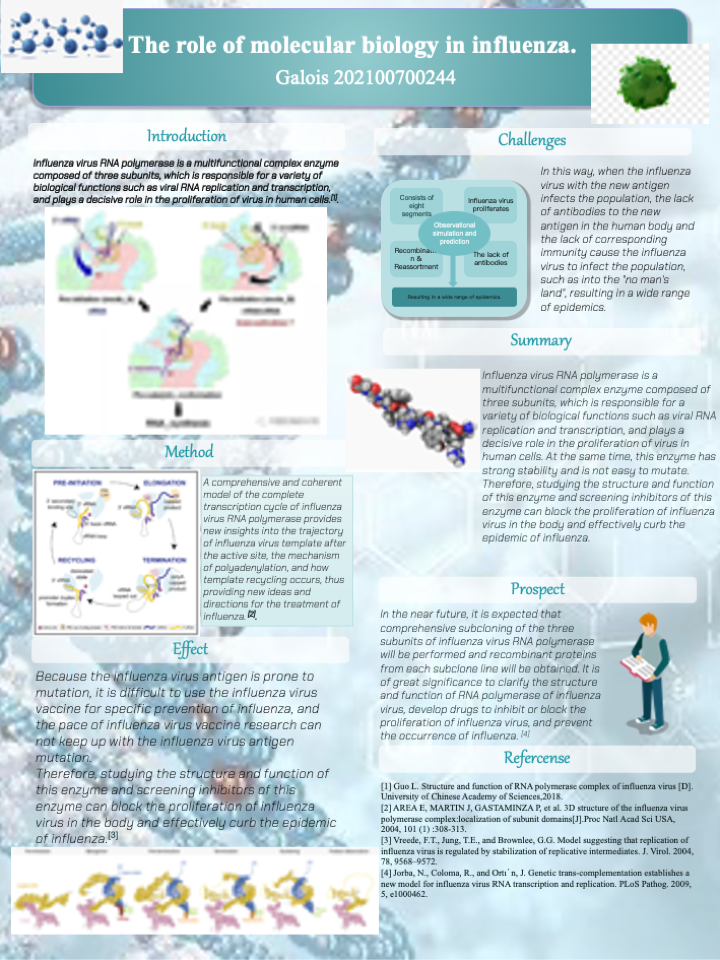 The role of molecular biology in influenza.
Galois 202100700244
Introduction
Influenza virus RNA polymerase is a multifunctional complex enzyme
composed of three subunits, which is responsible for a variety of
biological functions such as viral RNA replication and transcription,
and plays a decisive role in the proliferation of virus in human cells.[1].
Method
PRE-INITIATION
ELONGATION
RECYCLING
TERMINATION
A comprehensive and coherent
model of the complete
transcription cycle of influenza
virus RNA polymerase provides
new insights into the trajectory
of influenza virus template after
the active site, the mechanism
of polyadenylation, and how
template recycling occurs, thus
providing new ideas and
directions for the treatment of
influenza. [2].
Effect
Because the influenza virus antigen is prone to
mutation, it is difficult to use the influenza virus
vaccine for specific prevention of influenza, and
the pace of influenza virus vaccine research can
not keep up with the influenza virus antigen
mutation.
Therefore, studying the structure and function of
this enzyme and screening inhibitors of this
enzyme can block the proliferation of influenza
virus in the body and effectively curb the epidemic
of influenza.[3]
Challenges
Consists of
eight
segments
Influenza virus
proliferates
Observational
simulation and
prediction
Recombinatio
n &
Reassortment
The lack of
antibodies
Resulting in a wide range of epidemics
In this way, when the influenza
virus with the new antigen
infects the population, the lack
of antibodies to the new
antigen in the human body and
the lack of corresponding
immunity cause the influenza
virus to infect the population,
such as into the "no man's
land", resulting in a wide range
of epidemics.
Summary
Influenza virus RNA polymerase is a
multifunctional complex enzyme composed of
three subunits, which is responsible for a
variety of biological functions such as viral RNA
replication and transcription, and plays a
decisive role in the proliferation of virus in
human cells. At the same time, this enzyme has
strong stability and is not easy to mutate.
Therefore, studying the structure and function
of this enzyme and screening inhibitors of this
enzyme can block the proliferation of influenza
virus in the body and effectively curb the
epidemic of influenza.
Prospect
In the near future, it is expected that
comprehensive subcloning of the three
subunits of influenza virus RNA polymerase
will be performed and recombinant proteins
from each subclone line will be obtained. It is
of great significance to clarify the structure
and function of RNA polymerase of influenza
virus, develop drugs to inhibit or block the
proliferation of influenza virus, and prevent
the occurrence of influenza. [4]
Refercense
[1] Guo L. Structure and function of RNA polymerase complex of influenza virus [D].
University of Chinese Academy of Sciences,2018.
[2] AREA E, MARTIN J, GASTAMINZA P, et al. 3D structure of the influenza virus
polymerase complex:localization of subunit domains[J].Proc Natl Acad Sci USA,
2004, 101 (1) :308-313.
[3] Vreede, F.T., Jung, T.E., and Brownlee, G.G. Model suggesting that replication of
influenza virus is regulated by stabilization of replicative intermediates. J. Virol. 2004,
78, 9568–9572.
[4] Jorba, N., Coloma, R., and Ortı´n, J. Genetic trans-complementation establishes a
new model for influenza virus RNA transcription and replication. PLoS Pathog. 2009,
5, e1000462.